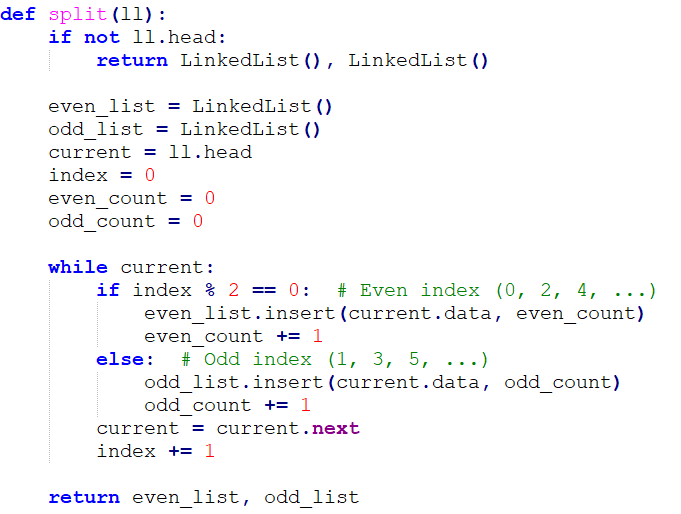 def split(ll):
    if not ll.head:
        return LinkedList(), LinkedList()

    even_list = LinkedList()
    odd_list = LinkedList()
    current = ll.head
    index = 0
    even_count = 0
    odd_count = 0

    while current:
        if index % 2 == 0:  # Even index (0, 2, 4, ...)
            even_list.insert(current.data, even_count)
            even_count += 1
        else:  # Odd index (1, 3, 5, ...)
            odd_list.insert(current.data, odd_count)
            odd_count += 1
        current = current.next
        index += 1

    return even_list, odd_list